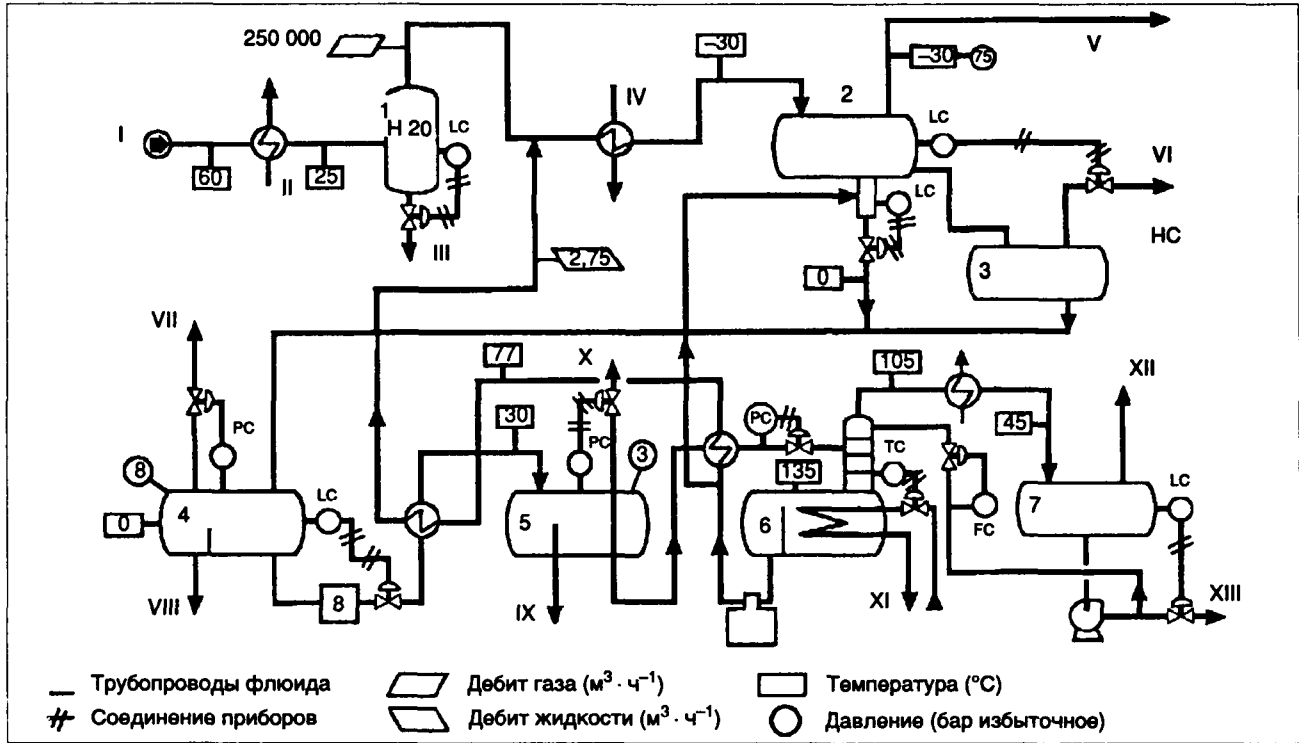 250 000
–30
V
–30
75
2
IV
I
1
H 20
LC
LC
VI
60
II
25
LC
HC
III
2,75
0
3
VII
77
X
105
XII
30
PC
45
PC
PC
TC
8
LC
3
135
LC
0
4
5
6
FC
7
VIII
8
IX
XI
XIII
Трубопроводы флюида
Дебит газа (м³ · ч⁻¹)
Температура (°C)
Соединение приборов
Дебит жидкости (м³ · ч⁻¹)
Давление (бар избыточное)